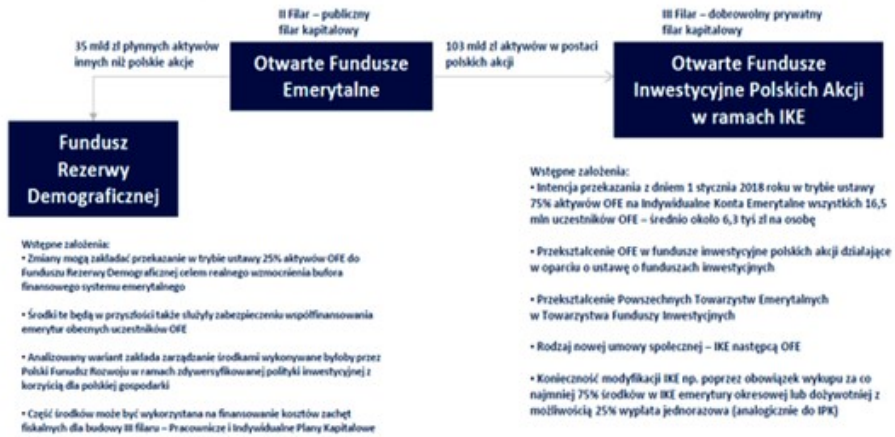 II Filar – publiczny
filar kapitałowy
III Filar – dobrowolny prywatny
filar kapitałowy
35 mld zł płynnych aktywów
innych niż polskie akcje
Otwarte Fundusze
Emerytalne
103 mld zł aktywów w postaci
polskich akcji
Otwarte Fundusze
Inwestycyjne Polskich Akcji
w ramach IKE
Fundusz
Rezerwy
Demograficznej
Wstępne założenia:
• Zmiany mogą zakładać przekazanie w trybie ustawy 25% aktywów OFE do
Funduszu Rezerwy Demograficznej celem realnego wzmocnienia bufora
finansowego systemu emerytalnego
• Środki te będą w przyszłości także służyły zabezpieczeniu współfinansowania
emerytur obecnych uczestników OFE
• Analizowany wariant zakłada zarządzanie środkami wykonywane byłoby przez
Polski Funudsz Rozwoju w ramach zdywersyfikowanej polityki inwestycyjnej z
korzyścią dla polskiej gospodarki
• Część środków może być wykorzystana na finansowanie kosztów zachęt
fiskalnych dla budowy III filaru – Pracownicze i Indywidualne Plany Kapitałowe
Wstępne założenia:
• Intencja przekazania z dniem 1 stycznia 2018 roku w trybie ustawy
75% aktywów OFE na Indywidualne Konta Emerytalne wszystkich 16,5
mln uczestników OFE – średnio około 6,3 tyś zł na osobę
• Przekształcenie OFE w fundusze inwestycyjne polskich akcji działające
w oparciu o ustawę o funduszach inwestycyjnych
• Przekształcenie Powszechnych Towarzystw Emerytalnych
w Towarzystwa Funduszy Inwestycyjnych
• Rodzaj nowej umowy społecznej – IKE następcą OFE
• Konieczność modyfikacji IKE np. poprzez obowiązek wykupu za co
najmniej 75% środków w IKE emerytury okresowej lub dożywotniej z
możliwością 25% wypłata jednorazowa (analogicznie do IPK)